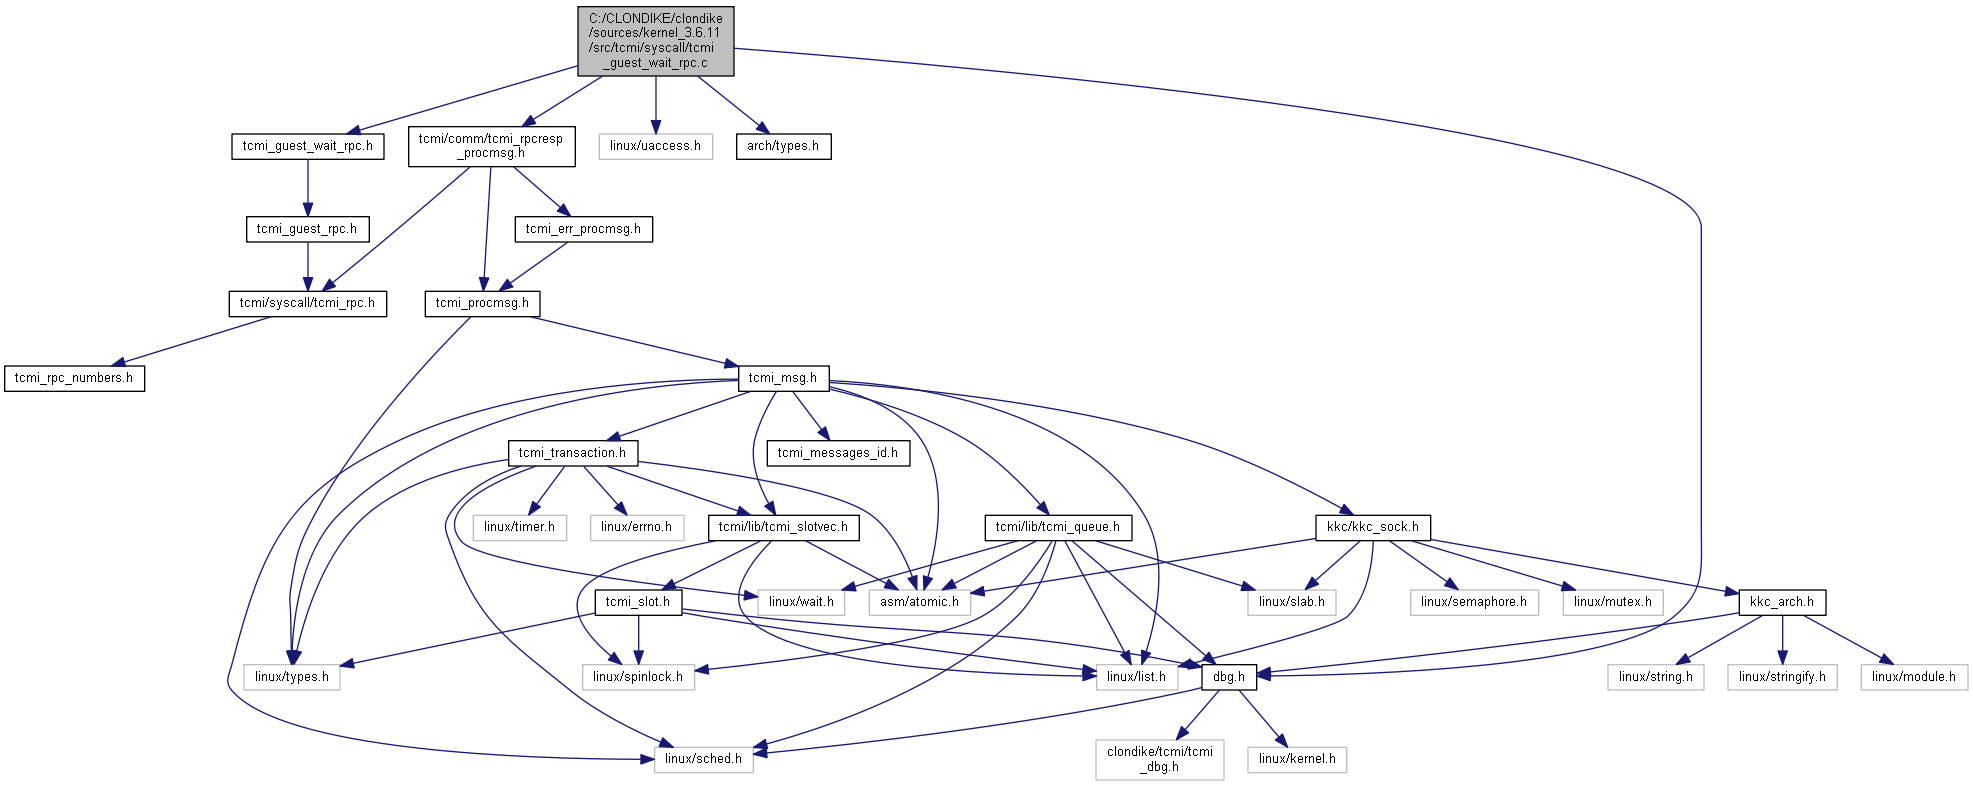 C:/CLONDIKE/clondike
/sources/kernel_3.6.11
/src/tcmi/syscall/tcmi
_guest_wait_rpc.c
tcmi_guest_wait_rpc.h
tcmi/comm/tcmi_rpcresp
_procmsg.h
linux/uaccess.h
arch/types.h
tcmi_guest_rpc.h
tcmi_err_procmsg.h
tcmi/syscall/tcmi_rpc.h
tcmi_procmsg.h
tcmi_rpc_numbers.h
tcmi_msg.h
tcmi_transaction.h
tcmi_messages_id.h
linux/timer.h
linux/errno.h
tcmi/lib/tcmi_slotvec.h
tcmi/lib/tcmi_queue.h
kkc/kkc_sock.h
tcmi_slot.h
linux/wait.h
asm/atomic.h
linux/slab.h
linux/semaphore.h
linux/mutex.h
kkc_arch.h
linux/types.h
linux/spinlock.h
linux/list.h
dbg.h
linux/string.h
linux/stringify.h
linux/module.h
linux/sched.h
clondike/tcmi/tcmi
_dbg.h
linux/kernel.h